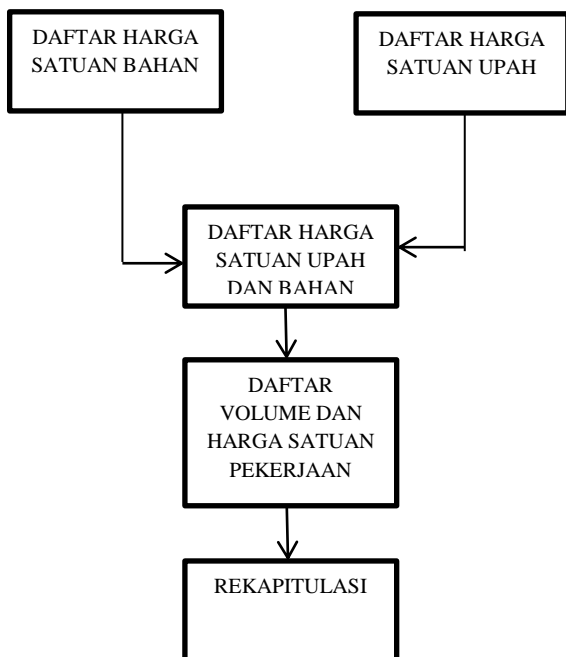 DAFTAR HARGA
SATUAN BAHAN
DAFTAR HARGA
SATUAN UPAH
DAFTAR HARGA
SATUAN UPAH
DAN BAHAN
DAFTAR
VOLUME DAN
HARGA SATUAN
PEKERJAAN
REKAPITULASI